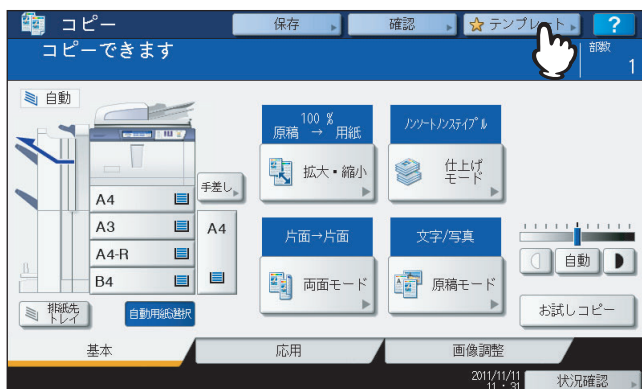 コピー
保存
確認
テンプレート
?
コピーできます
部数
1
自動
100 %
原稿 → 用紙
ノンソートノンステイプル
拡大・縮小
仕上げ
モード
手差し
A4
A3
A4-R
B4
A4
片面→片面
文字/写真
両面モード
原稿モード
自動
排紙先
トレイ
自動用紙選択
お試しコピー
基本
応用
画像調整
2011/11/11
11 : 31
状況確認